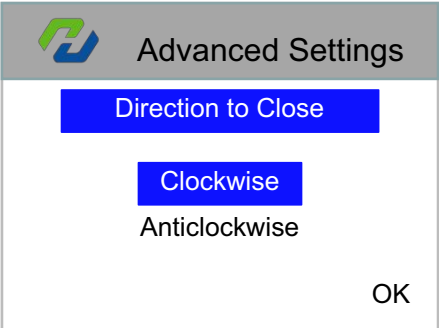 Advanced Settings
Direction to Close
Clockwise
Anticlockwise
OK